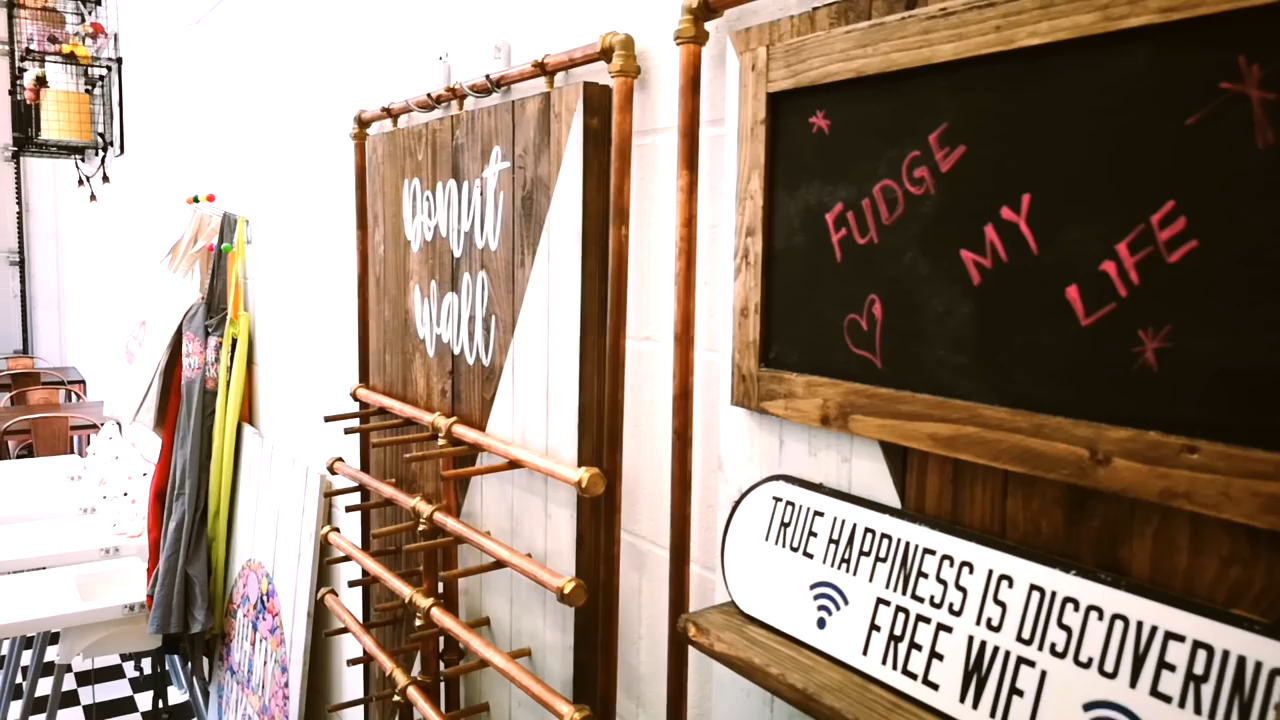 Donut
wall
FUDGE
MY
LIFE
TRUE HAPPINESS IS DISCOVERING
FREE WIFI